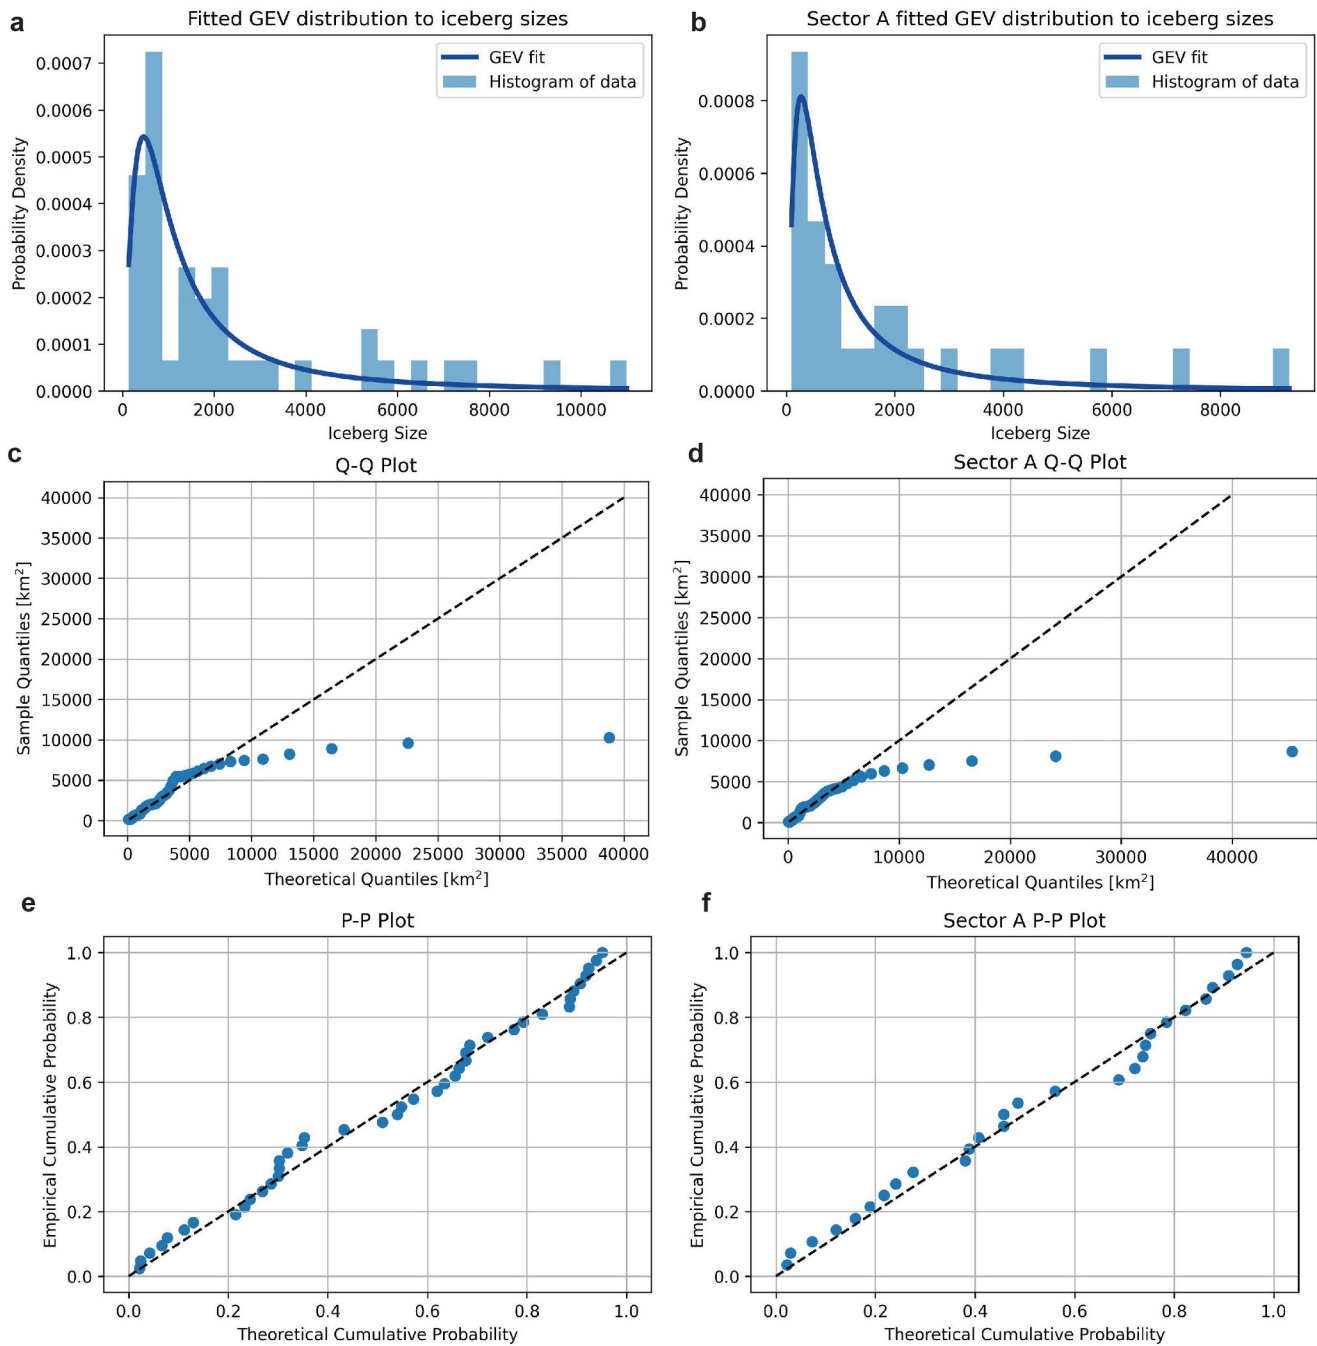 a
Fitted GEV distribution to iceberg sizes
GEV fit
Histogram of data
0.0007
0.0006
0.0005
0.0004
0.0003
0.0002
0.0001
0.0000
Probability Density
0 2000 4000 6000 8000 10000
Iceberg Size
b
Sector A fitted GEV distribution to iceberg sizes
GEV fit
Histogram of data
0.0008
0.0006
0.0004
0.0002
0.0000
Probability Density
0 2000 4000 6000 8000
Iceberg Size
c
Q-Q Plot
40000
35000
30000
25000
20000
15000
10000
5000
0
Sample Quantiles [km²]
0 5000 10000 15000 20000 25000 30000 35000 40000
Theoretical Quantiles [km²]
d
Sector A Q-Q Plot
40000
35000
30000
25000
20000
15000
10000
5000
0
Sample Quantiles [km²]
0 10000 20000 30000 40000
Theoretical Quantiles [km²]
e
P-P Plot
1.0
0.8
0.6
0.4
0.2
0.0
Empirical Cumulative Probability
0.0 0.2 0.4 0.6 0.8 1.0
Theoretical Cumulative Probability
f
Sector A P-P Plot
1.0
0.8
0.6
0.4
0.2
0.0
Empirical Cumulative Probability
0.0 0.2 0.4 0.6 0.8 1.0
Theoretical Cumulative Probability